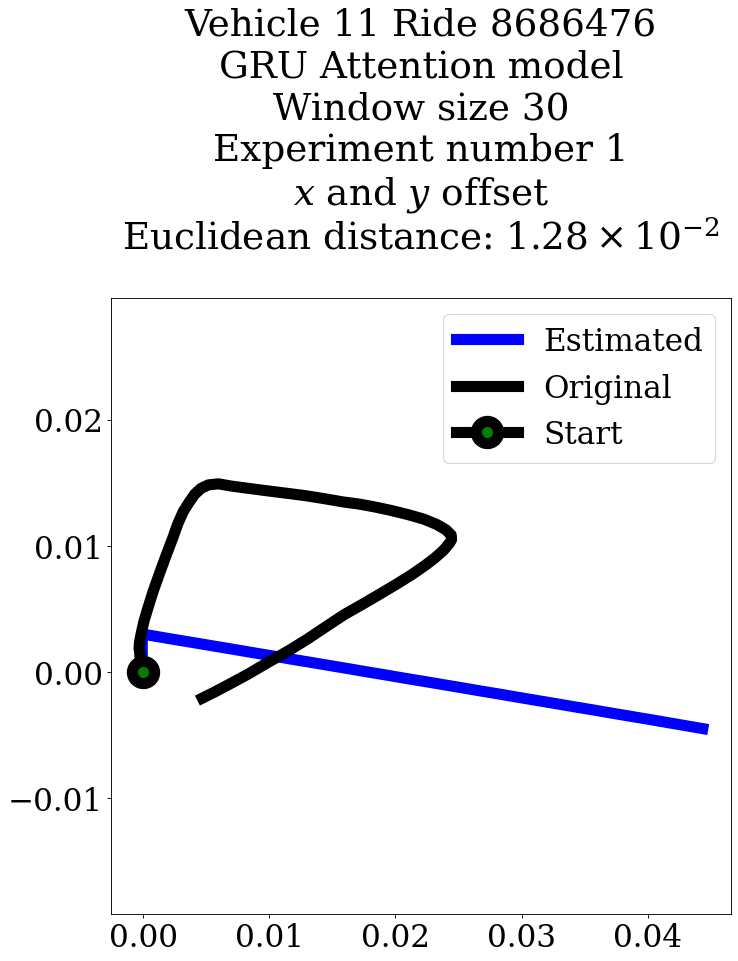 Vehicle 11 Ride 8686476
GRU Attention model
Window size 30
Experiment number 1
x and y offset
Euclidean distance: 1.28 × 10⁻²
Estimated
Original
Start
0.02
0.01
0.00
−0.01
0.00 0.01 0.02 0.03 0.04